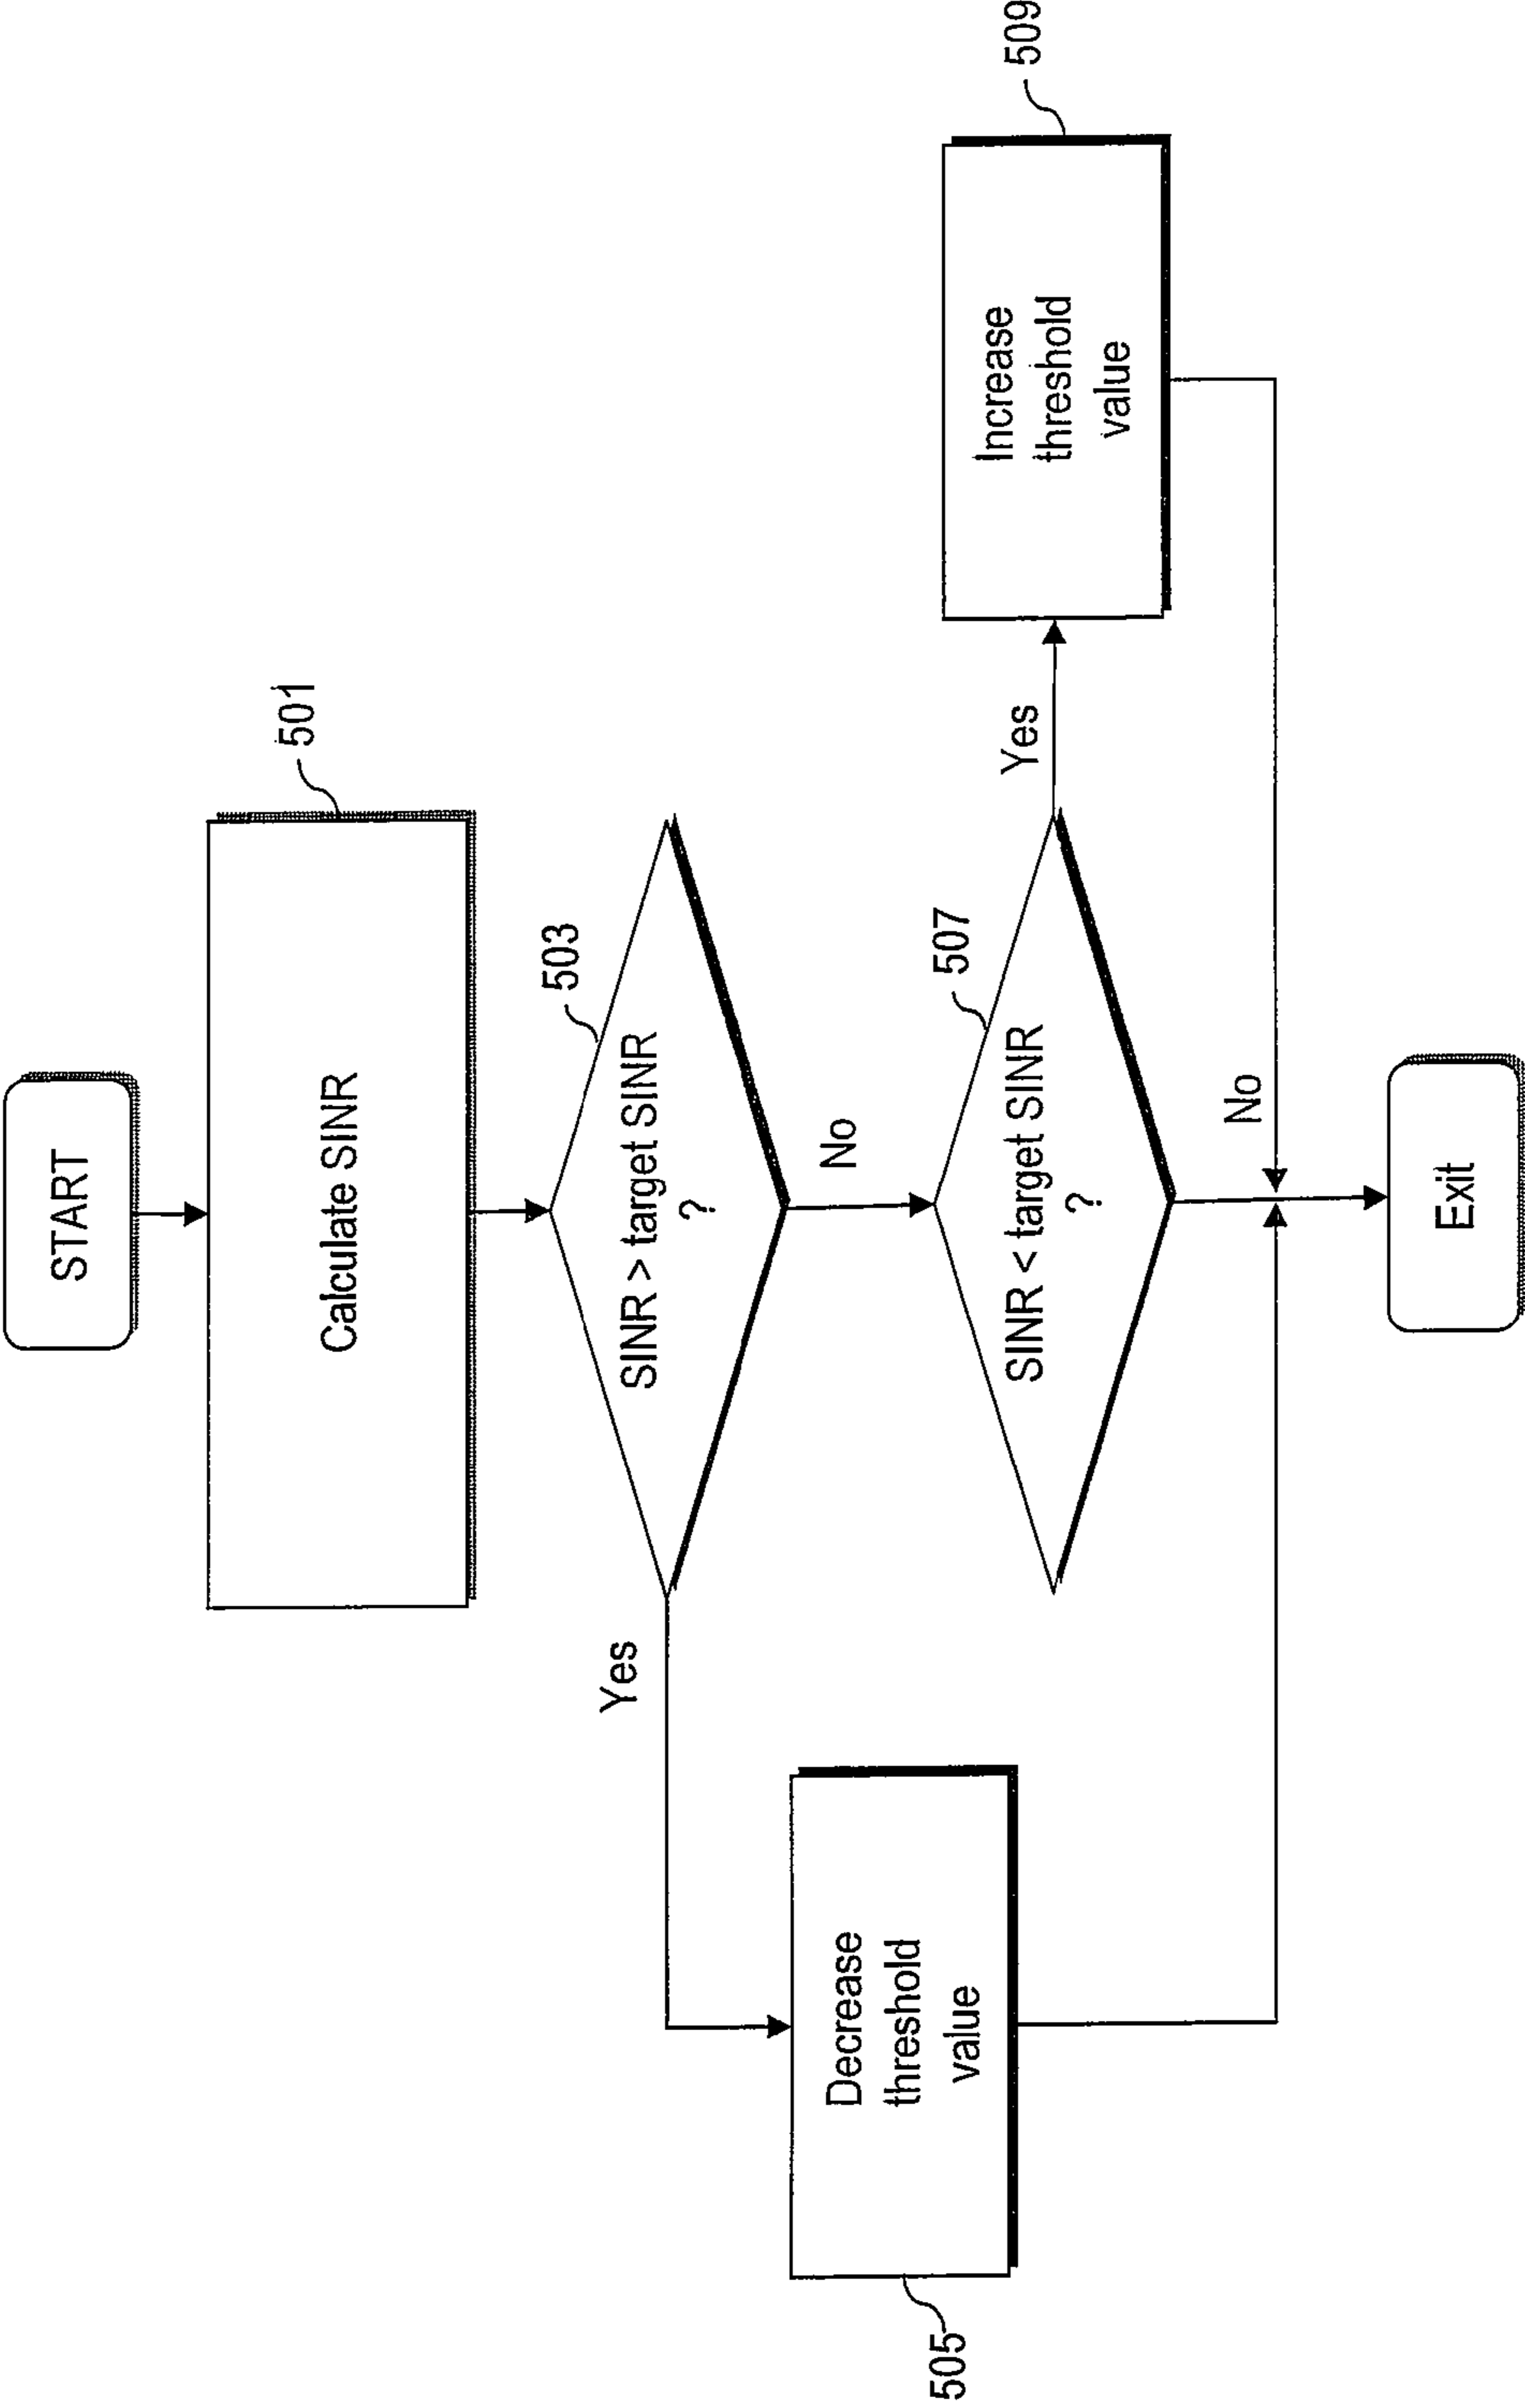 START
501
Calculate SINR
503
SINR > target SINR
?
Yes
No
505
Decrease
threshold
value
507
SINR < target SINR
?
Yes
509
Increase
threshold
value
No
Exit